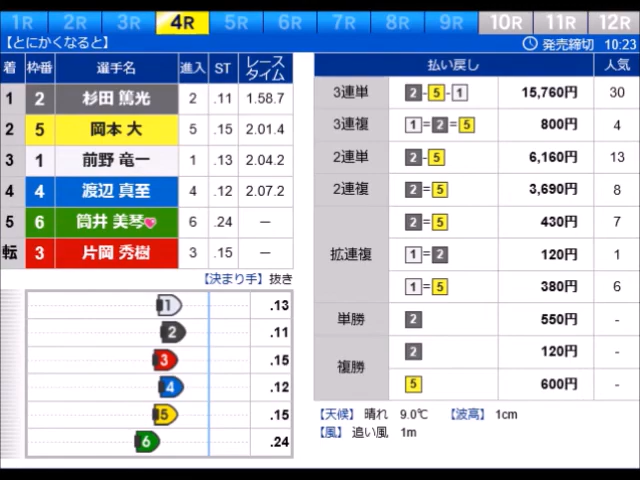 1R 2R 3R 4R 5R 6R 7R 8R 9R 10R 11R 12R
【とにかくなると】 発売締切 10:23
着 枠番 選手名 進入 ST レースタイム
1 2 杉田 篤光 2 .11 1.58.7
2 5 岡本 大 5 .15 2.01.4
3 1 前野 竜一 1 .13 2.04.2
4 4 渡辺 真至 4 .12 2.07.2
5 6 筒井 美琴 6 .24 —
転 3 片岡 秀樹 3 .15 —
【決まり手】 抜き
1 .13
2 .11
3 .15
4 .12
5 .15
6 .24
払い戻し 人気
3連単 2-5-1 15,760円 30
3連複 1=2=5 800円 4
2連単 2-5 6,160円 13
2連複 2=5 3,690円 8
拡連複 2=5 430円 7
1=2 120円 1
1=5 380円 6
単勝 2 550円 -
複勝 2 120円 -
5 600円 -
【天候】 晴れ 9.0℃ 【波高】 1cm
【風】 追い風 1m